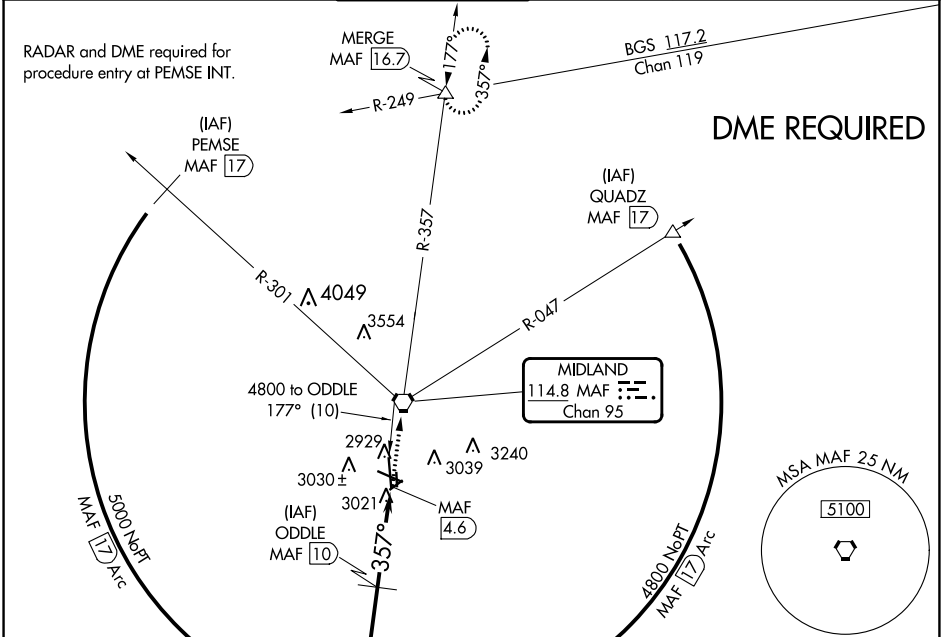 RADAR and DME required for
procedure entry at PEMSE INT.
MERGE
MAF 16.7
177°
357°
BGS 117.2
Chan 119
R-249
DME REQUIRED
(IAF)
PEMSE
MAF 17
(IAF)
QUADZ
MAF 17
R-357
R-301
4049
3554
R-047
4800 to ODDLE
177° (10)
MIDLAND
114.8 MAF
Chan 95
2929
3030 ±
3021
3039
3240
MAF
4.6
(IAF)
ODDLE
MAF 10
357°
5000 NoPT
MAF 17 Arc
4800 NoPT
MAF 17 Arc
MSA MAF 25 NM
5100